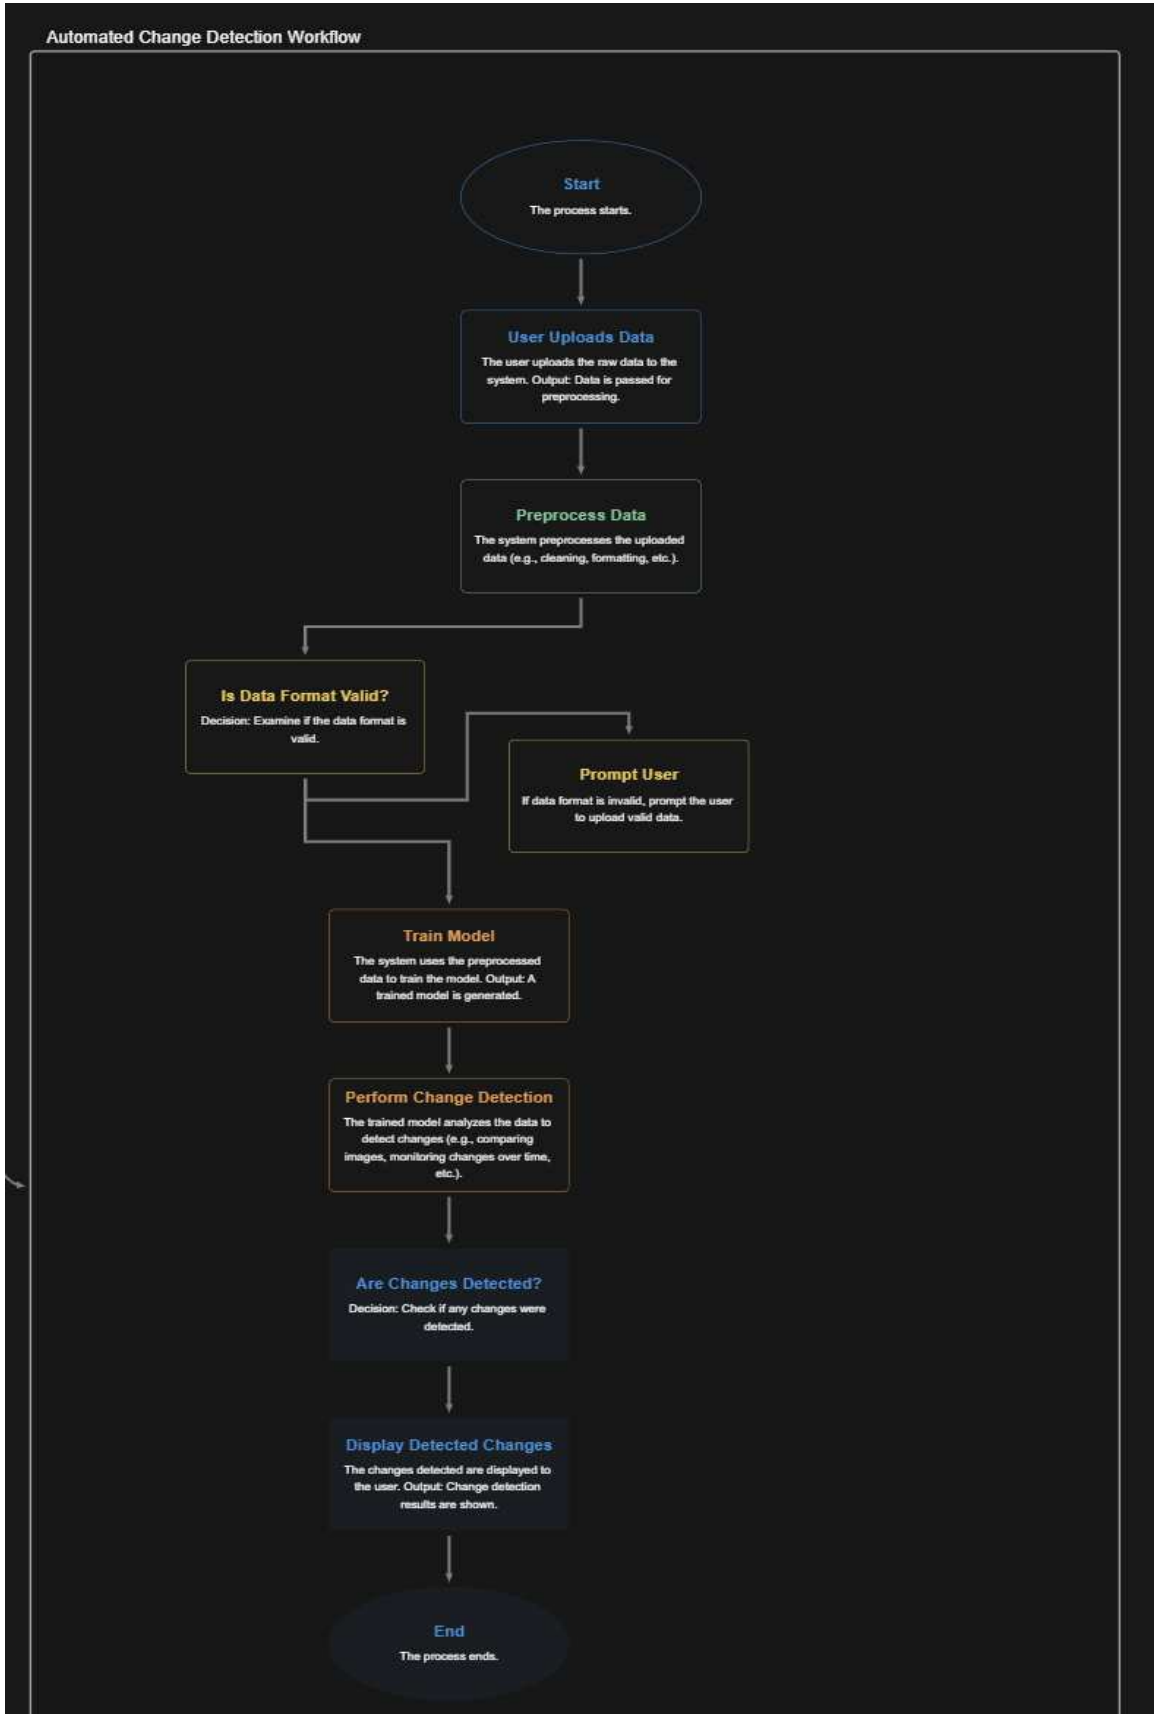 Automated Change Detection Workflow
Start
The process starts.
User Uploads Data
The user uploads the raw data to the
system. Output: Data is passed for
preprocessing.
Preprocess Data
The system preprocesses the uploaded
data (e.g., cleaning, formatting, etc.).
Is Data Format Valid?
Decision: Examine if the data format is
valid.
Prompt User
If data format is invalid, prompt the user
to upload valid data.
Train Model
The system uses the preprocessed
data to train the model. Output: A
trained model is generated.
Perform Change Detection
The trained model analyzes the data to
detect changes (e.g., comparing
images, monitoring changes over time,
etc.).
Are Changes Detected?
Decision: Check if any changes were
detected.
Display Detected Changes
The changes detected are displayed to
the user. Output: Change detection
results are shown.
End
The process ends.